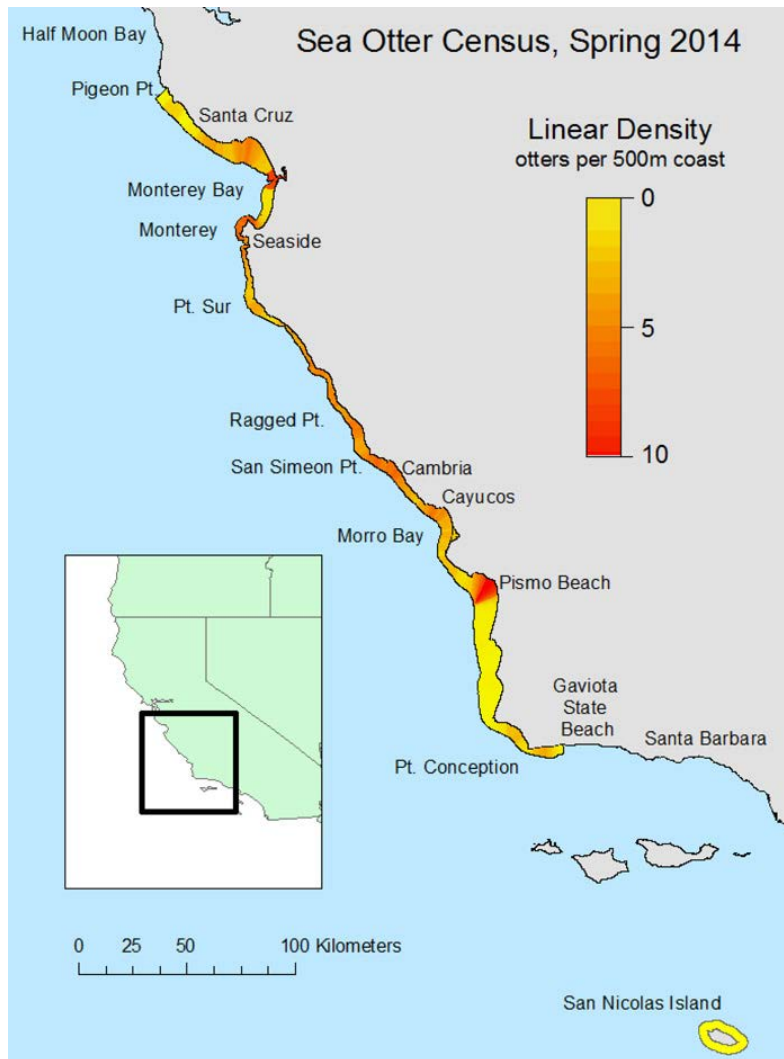 Half Moon Bay
Sea Otter Census, Spring 2014
Pigeon Pt.
Santa Cruz
Linear Density
otters per 500m coast
Monterey Bay
0
Monterey
Seaside
Pt. Sur
5
Ragged Pt.
San Simeon Pt.
Cambria
10
Cayucos
Morro Bay
Pismo Beach
Gaviota
State
Beach
Santa Barbara
Pt. Conception
0 25 50 100 Kilometers
San Nicolas Island